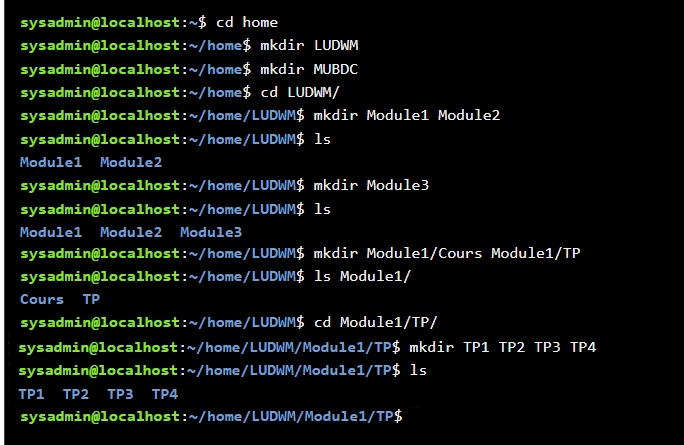 sysadmin@localhost:~$ cd home
sysadmin@localhost:~/home$ mkdir LUDWM
sysadmin@localhost:~/home$ mkdir MUBDC
sysadmin@localhost:~/home$ cd LUDWM/
sysadmin@localhost:~/home/LUDWM$ mkdir Module1 Module2
sysadmin@localhost:~/home/LUDWM$ ls
Module1  Module2
sysadmin@localhost:~/home/LUDWM$ mkdir Module3
sysadmin@localhost:~/home/LUDWM$ ls
Module1  Module2  Module3
sysadmin@localhost:~/home/LUDWM$ mkdir Module1/Cours Module1/TP
sysadmin@localhost:~/home/LUDWM$ ls Module1/
Cours  TP
sysadmin@localhost:~/home/LUDWM$ cd Module1/TP/
sysadmin@localhost:~/home/LUDWM/Module1/TP$ mkdir TP1 TP2 TP3 TP4
sysadmin@localhost:~/home/LUDWM/Module1/TP$ ls
TP1  TP2  TP3  TP4
sysadmin@localhost:~/home/LUDWM/Module1/TP$